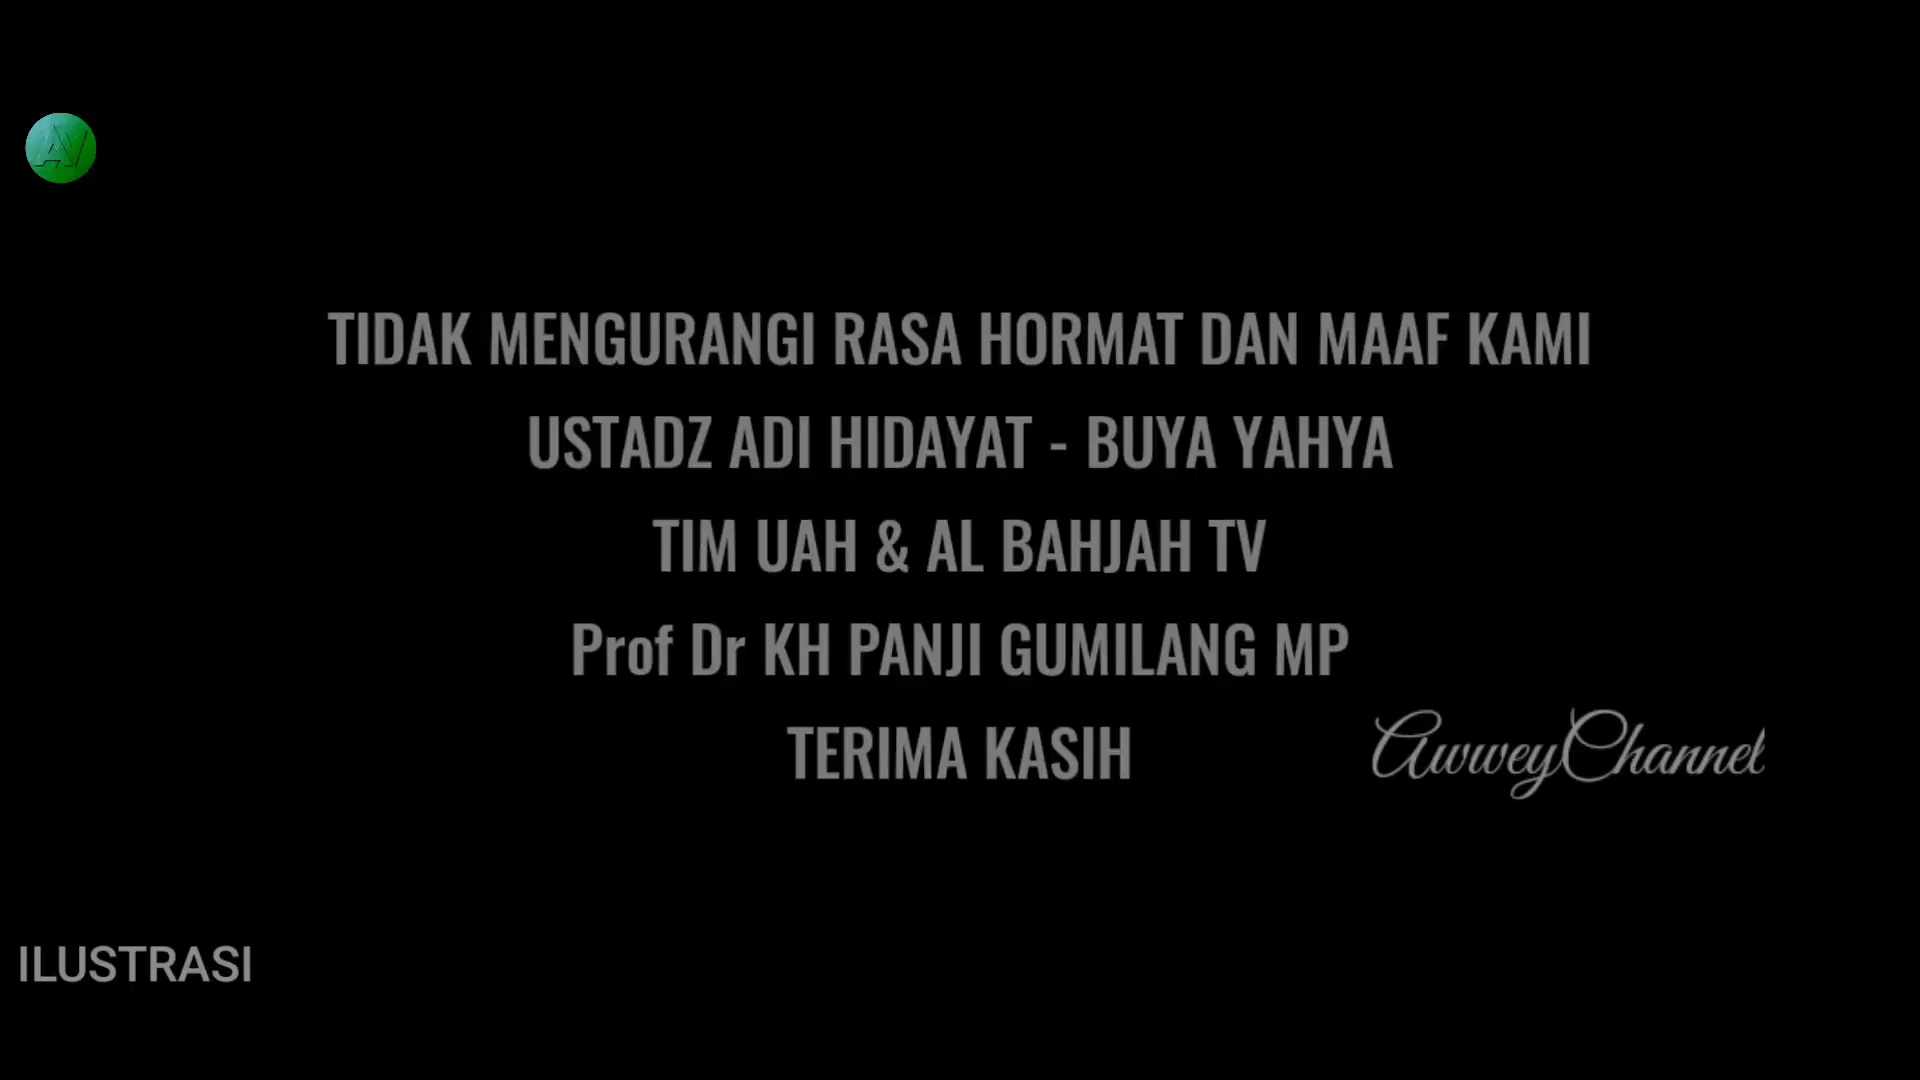 AV
TIDAK MENGURANGI RASA HORMAT DAN MAAF KAMI
USTADZ ADI HIDAYAT - BUYA YAHYA
TIM UAH & AL BAHJAH TV
Prof Dr KH PANJI GUMILANG MP
TERIMA KASIH
AwweyChannel
ILUSTRASI